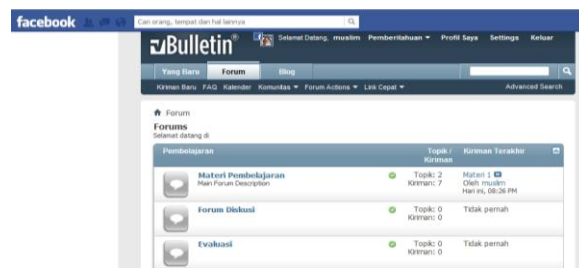 facebook
Cari orang, tempat dan hal lainnya
vBulletin®
Selamat Datang, muslim Pemberitahuan Profil Saya Settings Keluar
Yang Baru Forum Blog
Kiriman Baru FAQ Kalender Komunitas Forum Actions Link Cepat Advanced Search
Forum
Forums
Selamat datang di
Pembelajaran Topik / Kiriman Kiriman Terakhir
Materi Pembelajaran
Main Forum Description
Topik: 2
Kiriman: 7
Materi 1
Oleh muslim
Hari ini, 08:26 PM
Forum Diskusi
Topik: 0
Kiriman: 0
Tidak pernah
Evaluasi
Topik: 0
Kiriman: 0
Tidak pernah